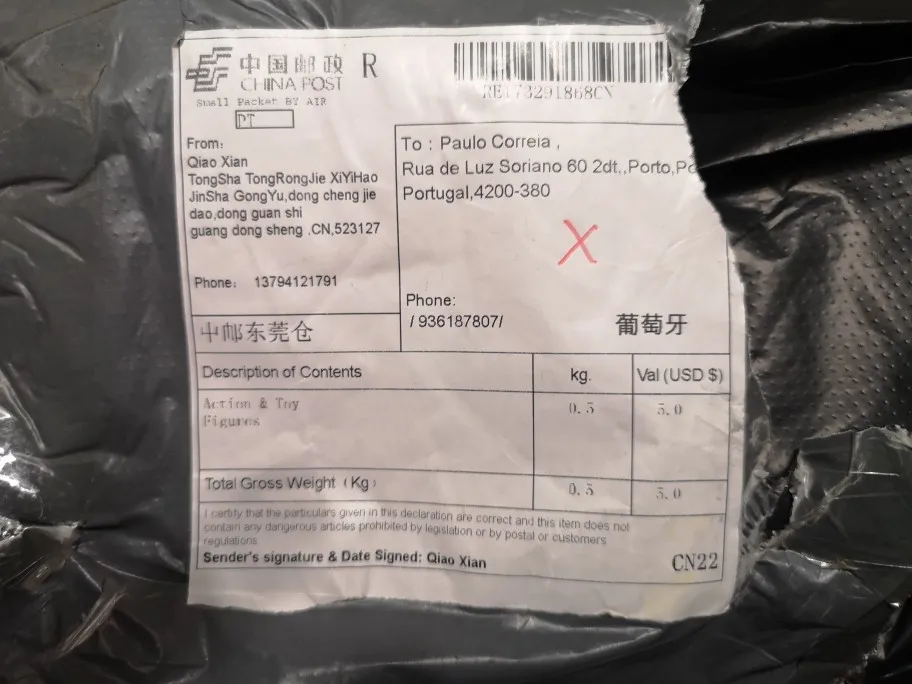 中国邮政 R
CHINA POST
Small Packet BY AIR
PT
RE173291868CN
From:
Qiao Xian
TongSha TongRongJie XiYiHao
JinSha GongYu,dong cheng jie
dao,dong guan shi
guang dong sheng ,CN,523127
Phone: 13794121791
中邮东莞仓
To : Paulo Correia ,
Rua de Luz Soriano 60 2dt.,Porto,
Portugal,4200-380
X
Phone:
/ 936187807/
葡萄牙
Description of Contents kg. Val (USD $)
Action & Toy 0.5 5.0
Figures
Total Gross Weight (Kg) 0.5 5.0
I certify that the particulars given in this declaration are correct and this item does not
contain any dangerous articles prohibited by legislation or by postal or customers
regulations
Sender's signature & Date Signed: Qiao Xian
CN22